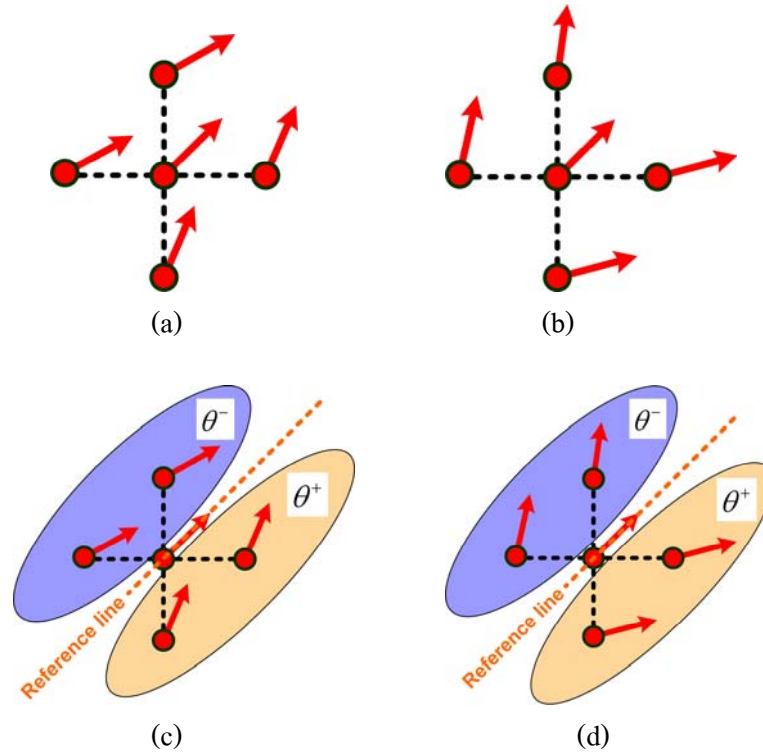 (a)
(b)
θ⁻
θ⁺
Reference line
(c)
θ⁻
θ⁺
Reference line
(d)